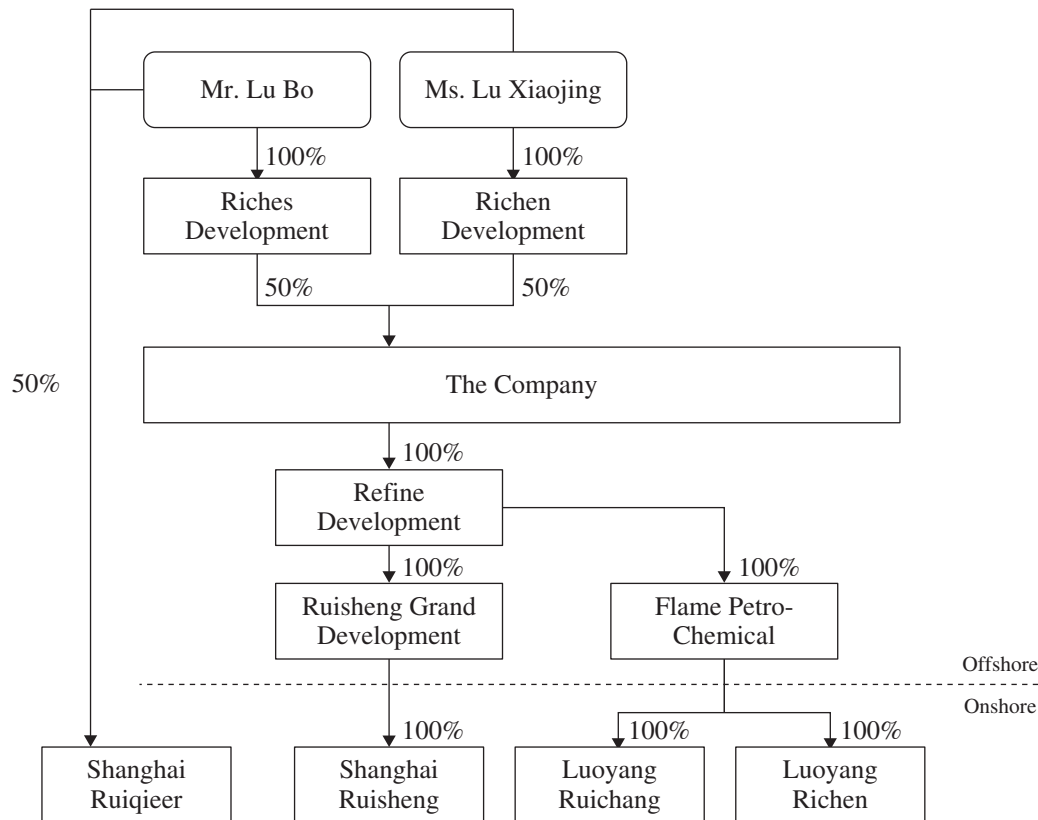 Mr. Lu Bo
Ms. Lu Xiaojing
100%
100%
Riches
Development
Richen
Development
50%
50%
50%
The Company
100%
Refine
Development
100%
100%
Ruisheng Grand
Development
Flame Petro-
Chemical
Offshore
Onshore
100%
100%
100%
Shanghai
Ruiqieer
Shanghai
Ruisheng
Luoyang
Ruichang
Luoyang
Richen